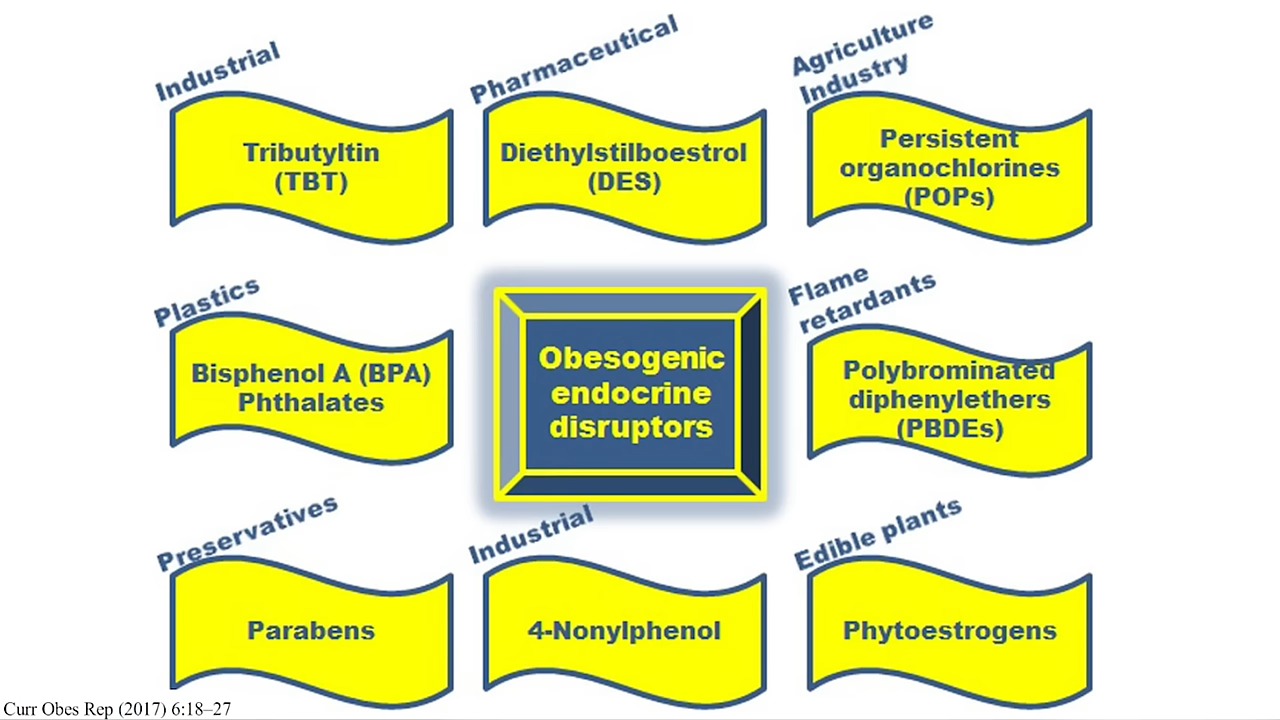 Industrial
Tributyltin
(TBT)
Pharmaceutical
Diethylstilboestrol
(DES)
Agriculture
Industry
Persistent
organochlorines
(POPs)
Plastics
Bisphenol A (BPA)
Phthalates
Obesogenic
endocrine
disruptors
Flame
retardants
Polybrominated
diphenylethers
(PBDEs)
Preservatives
Parabens
Industrial
4-Nonylphenol
Edible plants
Phytoestrogens
Curr Obes Rep (2017) 6:18–27